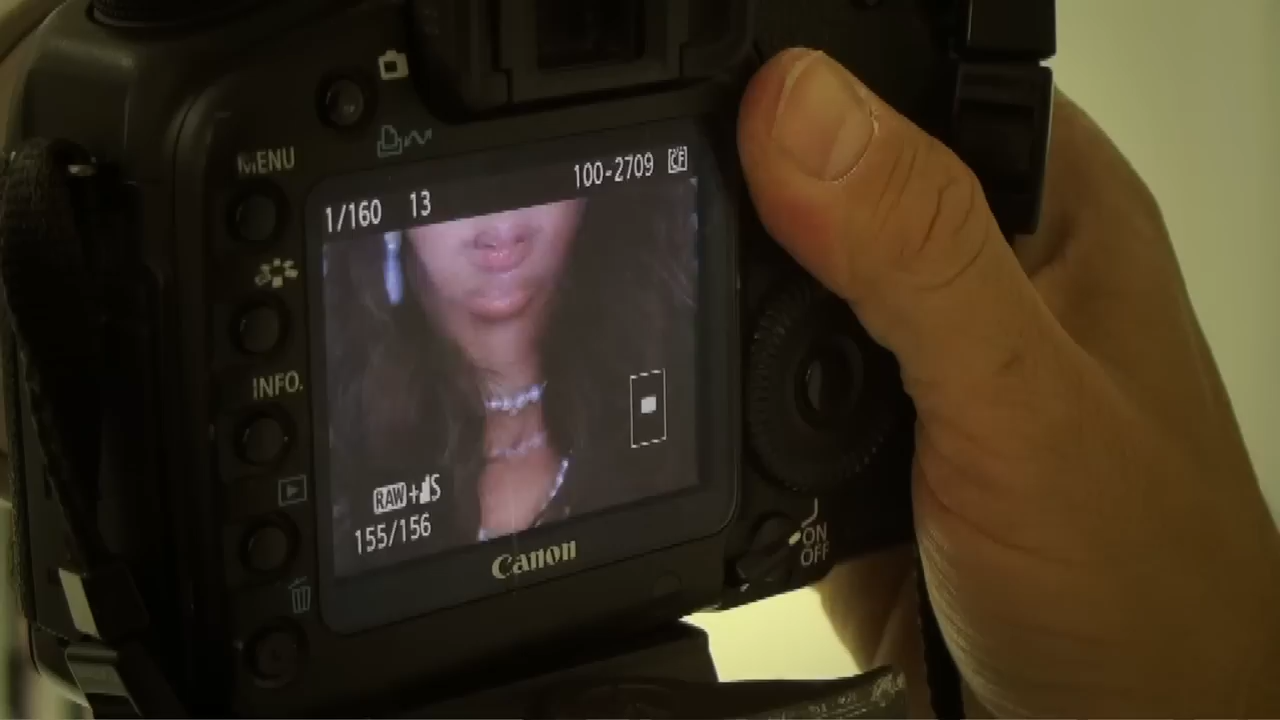 MENU
100-2709 CF
1/160 13
INFO.
RAW+S
155/156
Canon
ON
OFF